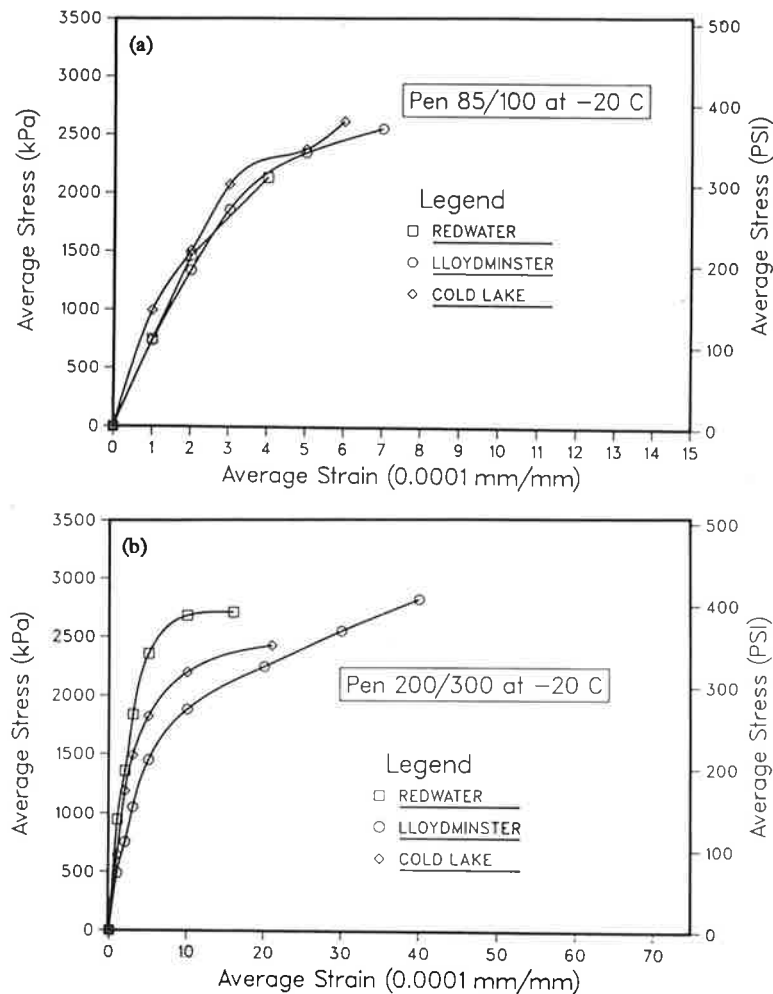 (a)
Pen 85/100 at −20 C
Legend
REDWATER
LLOYDMINSTER
COLD LAKE
Average Stress (kPa)
3500
3000
2500
2000
1500
1000
500
0
Average Stress (PSI)
500
400
300
200
100
0
0 1 2 3 4 5 6 7 8 9 10 11 12 13 14 15
Average Strain (0.0001 mm/mm)
(b)
Pen 200/300 at −20 C
Legend
REDWATER
LLOYDMINSTER
COLD LAKE
Average Stress (kPa)
3500
3000
2500
2000
1500
1000
500
0
Average Stress (PSI)
500
400
300
200
100
0
0 10 20 30 40 50 60 70
Average Strain (0.0001 mm/mm)